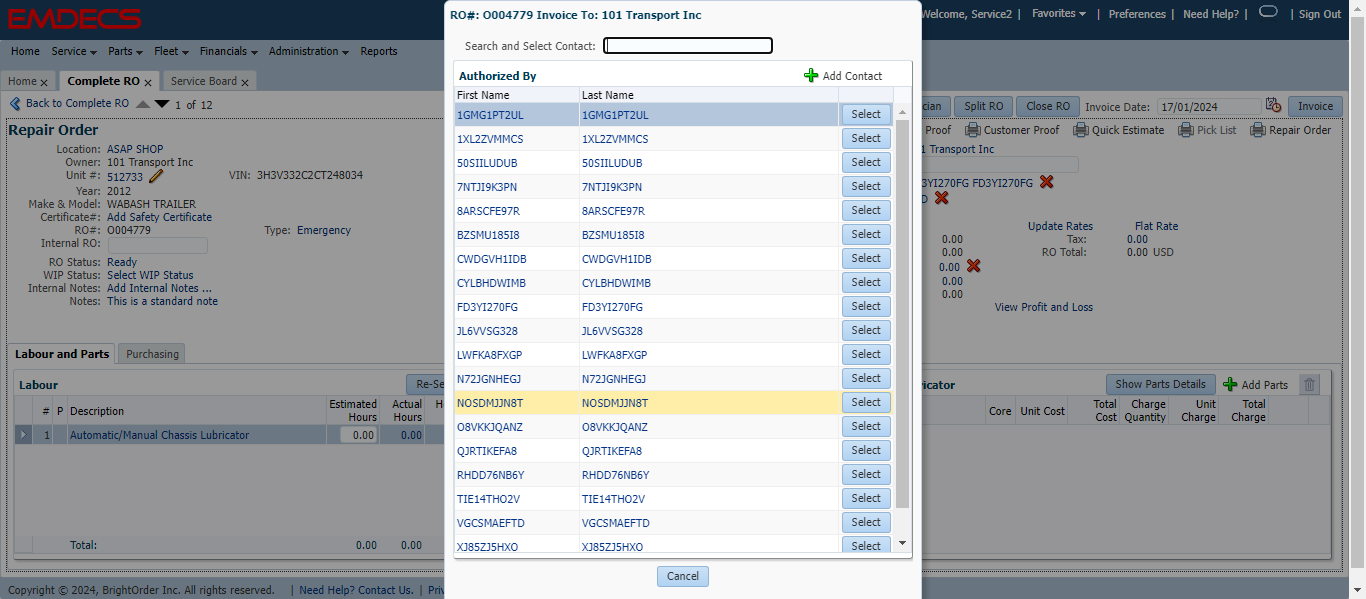 EMDECS
Welcome, Service2 | Favorites | Preferences | Need Help? | | Sign Out
Home Service Parts Fleet Financials Administration Reports
Home x Complete RO x Service Board x
Back to Complete RO 1 of 12
Split RO Close RO Invoice Date: 17/01/2024 Invoice
Proof Customer Proof Quick Estimate Pick List Repair Order
Repair Order
Location: ASAP SHOP
Owner: 101 Transport Inc
Unit #: 512733 VIN: 3H3V332C2CT248034
Year: 2012
Make & Model: WABASH TRAILER
Certificate#: Add Safety Certificate
RO#: O004779 Type: Emergency
Internal RO:
RO Status: Ready
WIP Status: Select WIP Status
Internal Notes: Add Internal Notes ...
Notes: This is a standard note
Transport Inc
FD3YI270FG
Update Rates Flat Rate
0.00 Tax: 0.00
0.00 RO Total: 0.00 USD
0.00
0.00
0.00
View Profit and Loss
Labour and Parts Purchasing
Labour
# P Description Estimated Hours Actual Hours
1 Automatic/Manual Chassis Lubricator 0.00 0.00
Total: 0.00 0.00
Show Parts Details Add Parts
Core Unit Cost Total Cost Charge Quantity Unit Charge Total Charge
Copyright © 2024, BrightOrder Inc. All rights reserved. | Need Help? Contact Us. |
RO#: O004779 Invoice To: 101 Transport Inc
Search and Select Contact:
Authorized By Add Contact
First Name Last Name
1GMG1PT2UL 1GMG1PT2UL Select
1XL2ZVMMCS 1XL2ZVMMCS Select
50SIILUDUB 50SIILUDUB Select
7NTJI9K3PN 7NTJI9K3PN Select
8ARSCFE97R 8ARSCFE97R Select
BZSMU185I8 BZSMU185I8 Select
CWDGVH1IDB CWDGVH1IDB Select
CYLBHDWIMB CYLBHDWIMB Select
FD3YI270FG FD3YI270FG Select
JL6VVSG328 JL6VVSG328 Select
LWFKA8FXGP LWFKA8FXGP Select
N72JGNHEGJ N72JGNHEGJ Select
NOSDMJJN8T NOSDMJJN8T Select
O8VKKJQANZ O8VKKJQANZ Select
QJRTIKEFA8 QJRTIKEFA8 Select
RHDD76NB6Y RHDD76NB6Y Select
TIE14THO2V TIE14THO2V Select
VGCSMAEFTD VGCSMAEFTD Select
XJ85ZJ5HXO XJ85ZJ5HXO Select
Cancel